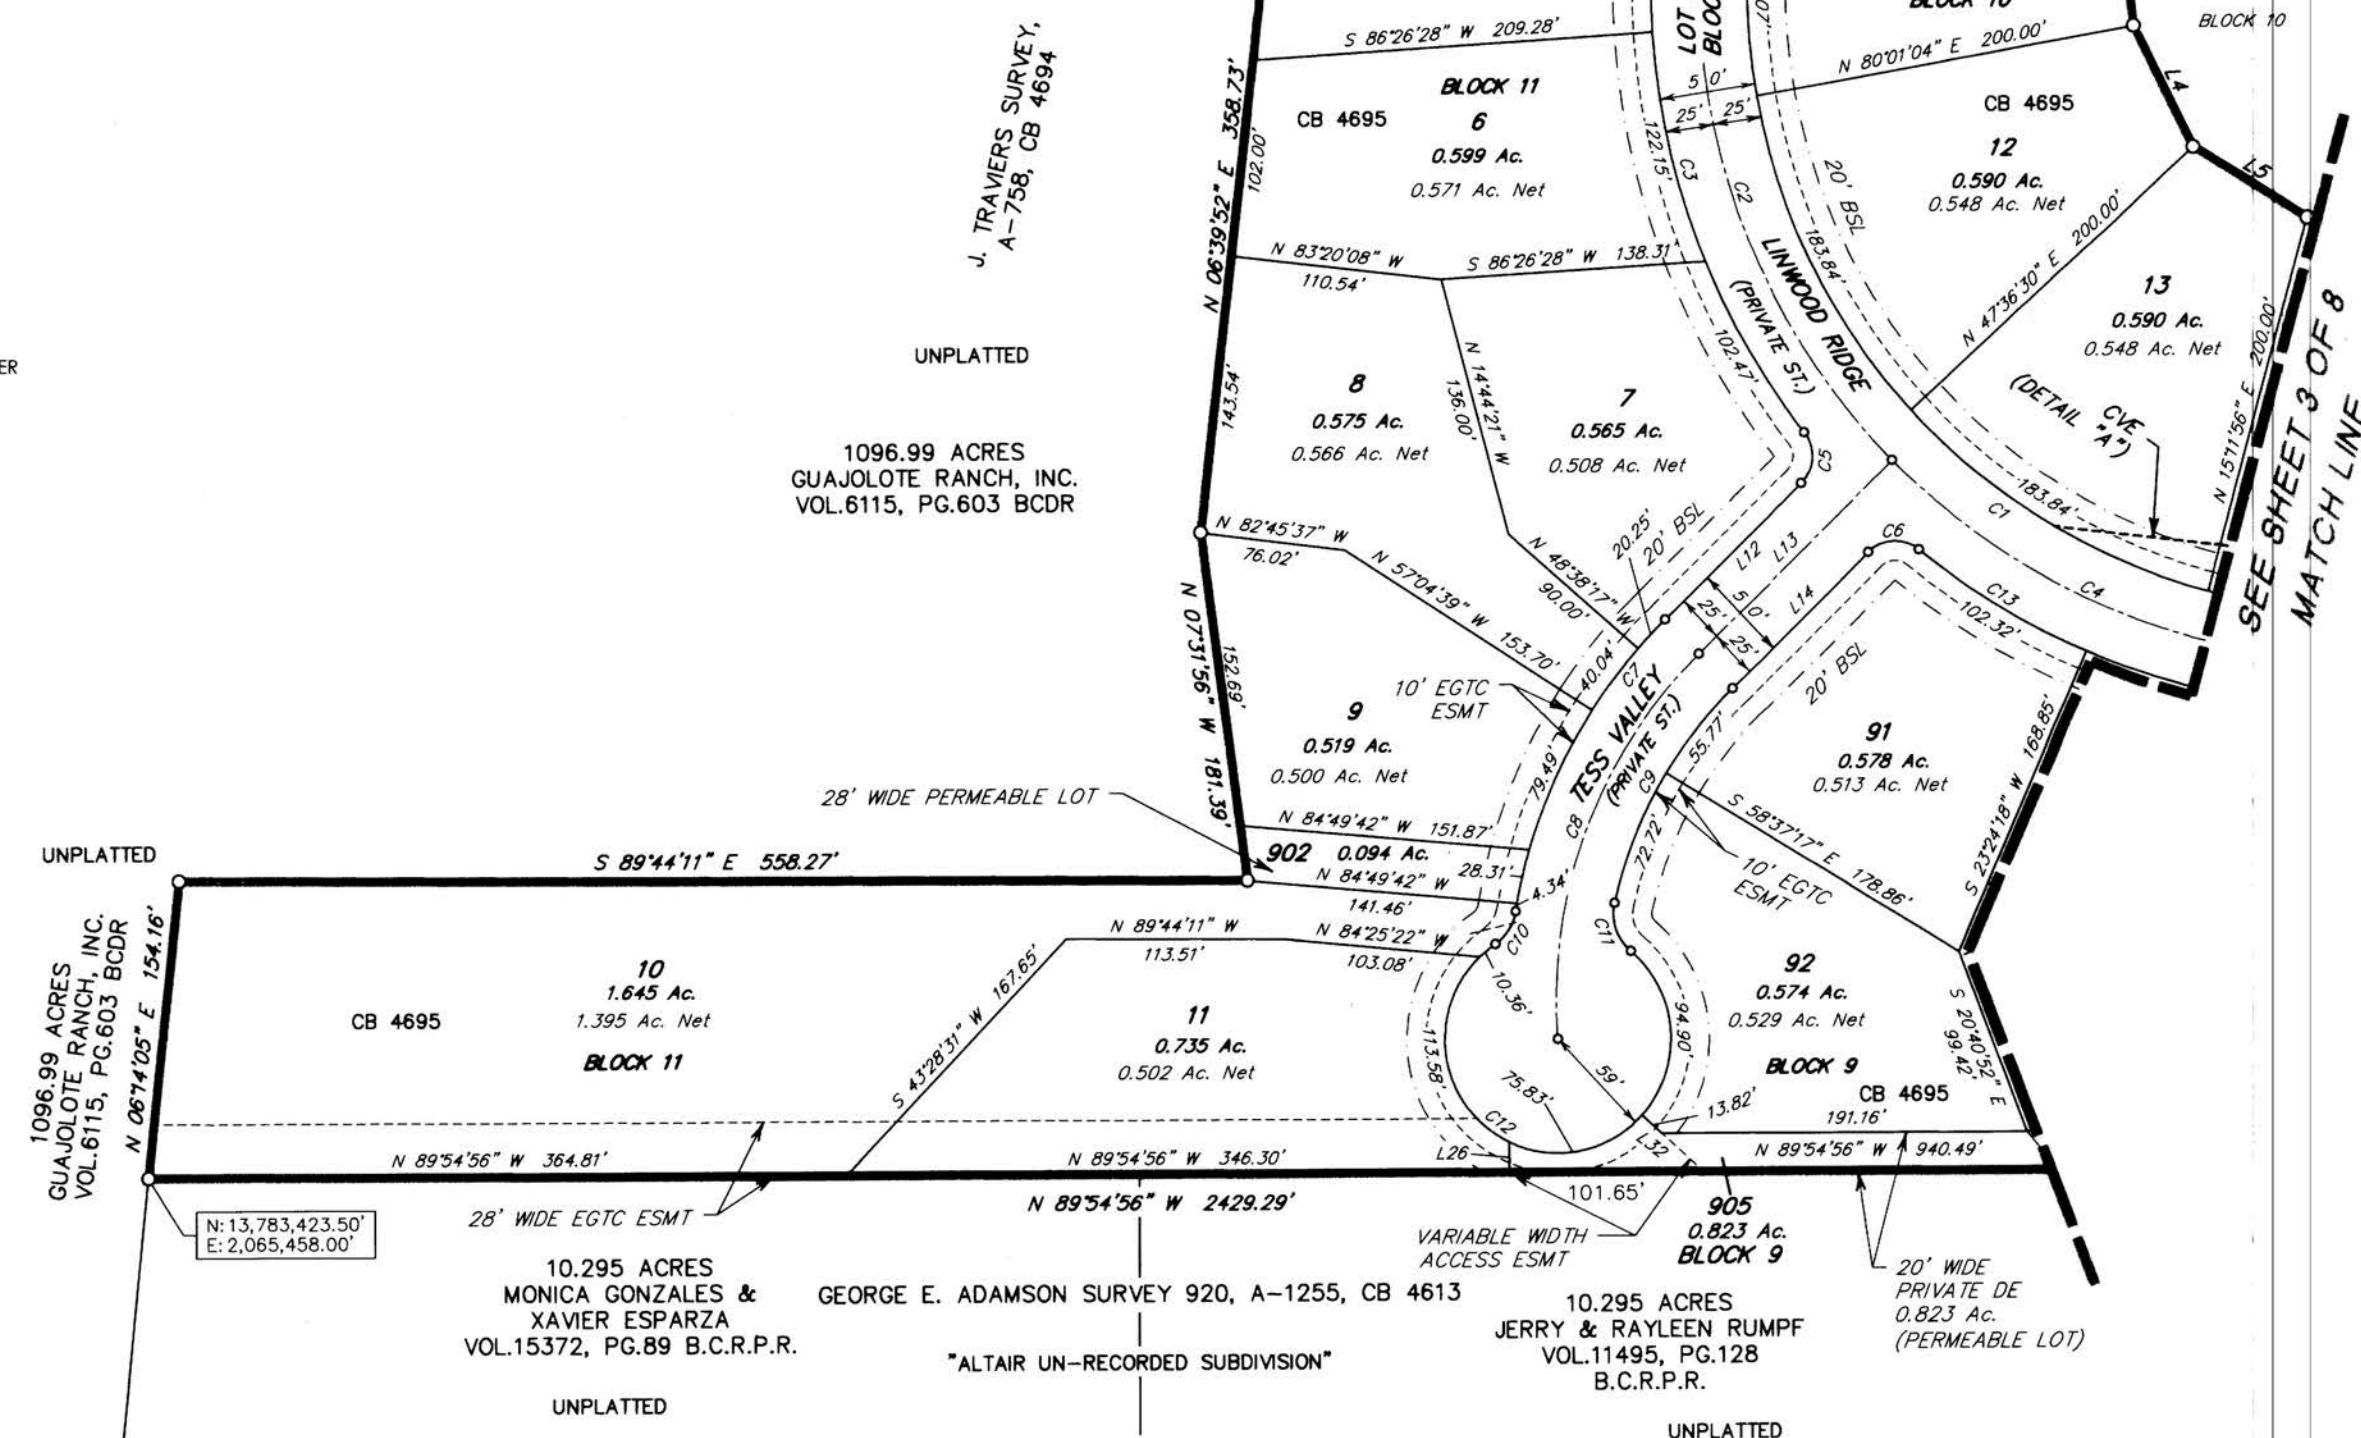 S 86°26'28" W 209.28'
LOT
BLOC
07'
BLOCK 10
BLOCK 10
N 80°01'04" E 200.00'
L4
L5
J. TRAVIERS SURVEY,
A-758, CB 4694
N 06°39'52" E 358.73'
102.00'
BLOCK 11
CB 4695
6
0.599 Ac.
0.571 Ac. Net
50'
25'
25'
122.15'
C3
C2
20' BSL
CB 4695
12
0.590 Ac.
0.548 Ac. Net
183.84'
N 47°36'30" E 200.00'
N 83°20'08" W
110.54'
S 86°26'28" W 138.31'
LINWOOD RIDGE
(PRIVATE ST.)
13
0.590 Ac.
0.548 Ac. Net
N 15°11'56" E 200.00'
SEE SHEET 3 OF 8
MATCH LINE
ER
UNPLATTED
143.54'
8
0.575 Ac.
0.566 Ac. Net
N 14°44'21" W
136.00'
7
0.565 Ac.
0.508 Ac. Net
102.47'
C5
CVE
(DETAIL "A")
1096.99 ACRES
GUAJOLOTE RANCH, INC.
VOL.6115, PG.603 BCDR
183.84'
C1
C4
N 82°45'37" W
76.02'
N 57°04'39" W 153.70'
N 48°38'17" W
90.00'
20.25'
20' BSL
L12
L13
L14
50'
25'
25'
C6
C13
102.32'
20' BSL
N 07°31'56" W 181.39'
152.69'
9
0.519 Ac.
0.500 Ac. Net
10' EGTC
ESMT
40.04'
C7
79.49'
TESS VALLEY
(PRIVATE ST.)
C8
C9
55.77'
72.72'
91
0.578 Ac.
0.513 Ac. Net
S 23°24'18" W 168.85'
S 58°37'17" E 178.86'
10' EGTC
ESMT
28' WIDE PERMEABLE LOT
N 84°49'42" W 151.87'
902 0.094 Ac.
28.31'
N 84°49'42" W
141.46'
4.34'
UNPLATTED
S 89°44'11" E 558.27'
1096.99 ACRES
GUAJOLOTE RANCH, INC.
VOL.6115, PG.603 BCDR
N 06°14'05" E 154.16'
CB 4695
10
1.645 Ac.
1.395 Ac. Net
BLOCK 11
S 43°28'31" W 167.65'
N 89°44'11" W
113.51'
N 84°25'22" W
103.08'
C10
10.36'
C11
11
0.735 Ac.
0.502 Ac. Net
113.58'
75.83'
59'
94.90'
C12
L26
L32
13.82'
92
0.574 Ac.
0.529 Ac. Net
BLOCK 9
CB 4695
S 20°40'52" E
99.42'
191.16'
N 89°54'56" W 940.49'
N 89°54'56" W 364.81'
N 89°54'56" W 346.30'
N 89°54'56" W 2429.29'
101.65'
N: 13,783,423.50'
E: 2,065,458.00'
28' WIDE EGTC ESMT
VARIABLE WIDTH
ACCESS ESMT
905
0.823 Ac.
BLOCK 9
20' WIDE
PRIVATE DE
0.823 Ac.
(PERMEABLE LOT)
10.295 ACRES
MONICA GONZALES &
XAVIER ESPARZA
VOL.15372, PG.89 B.C.R.P.R.
UNPLATTED
GEORGE E. ADAMSON SURVEY 920, A-1255, CB 4613
"ALTAIR UN-RECORDED SUBDIVISION"
10.295 ACRES
JERRY & RAYLEEN RUMPF
VOL.11495, PG.128
B.C.R.P.R.
UNPLATTED